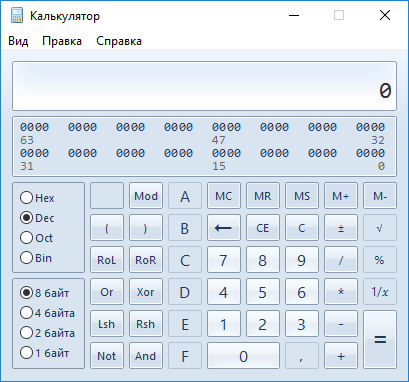 Калькулятор
Вид Правка Справка
0
0000 0000 0000 0000 0000 0000 0000 0000
63 47 32
0000 0000 0000 0000 0000 0000 0000 0000
31 15 0
Hex Mod A MC MR MS M+ M-
Dec ( ) B ← CE C ± √
Oct
Bin RoL RoR C 7 8 9 / %
8 байт Or Xor D 4 5 6 * 1/x
4 байта
2 байта Lsh Rsh E 1 2 3 - =
1 байт Not And F 0 , +